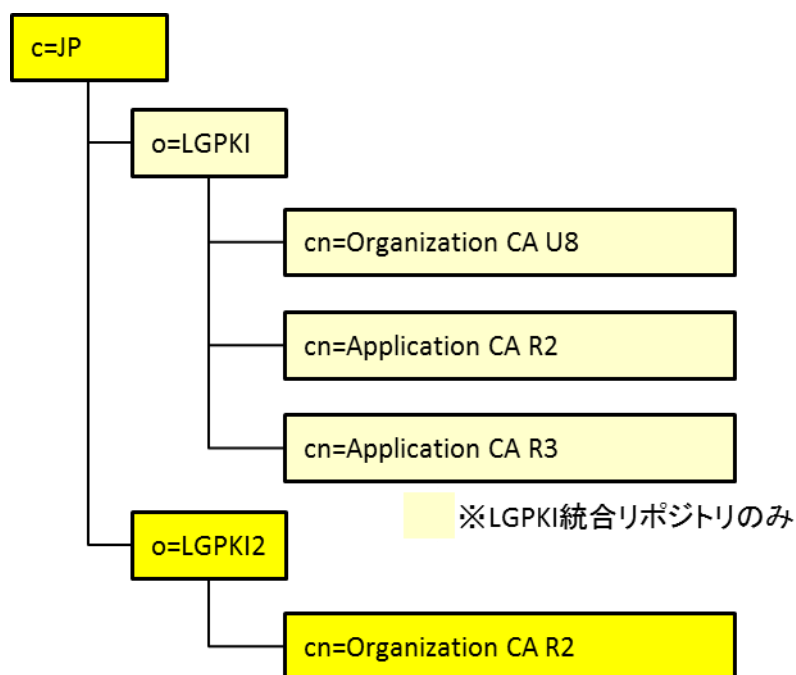 c=JP
o=LGPKI
cn=Organization CA U8
cn=Application CA R2
cn=Application CA R3
※LGPKI統合リポジトリのみ
o=LGPKI2
cn=Organization CA R2